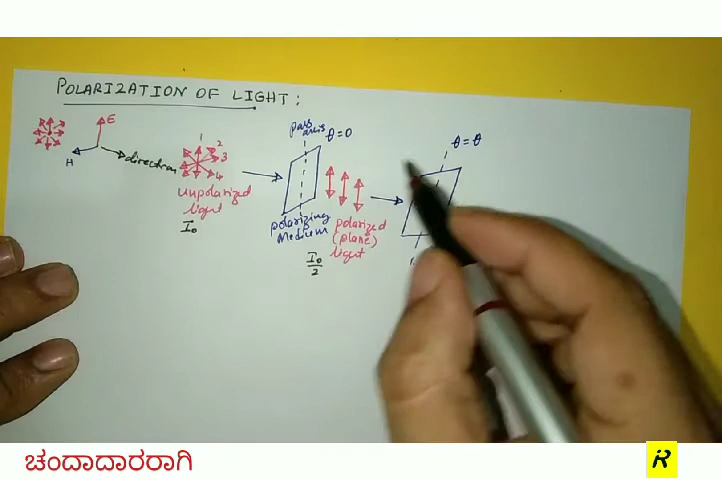 POLARIZATION OF LIGHT:
E
H
direction
1
2
3
4
unpolarized
light
I₀
pass
axis
θ=0
polarizing
Medium
I₀/2
polarized
(plane)
light
θ=θ
ಚಂದಾದಾರರಾಗಿ
R